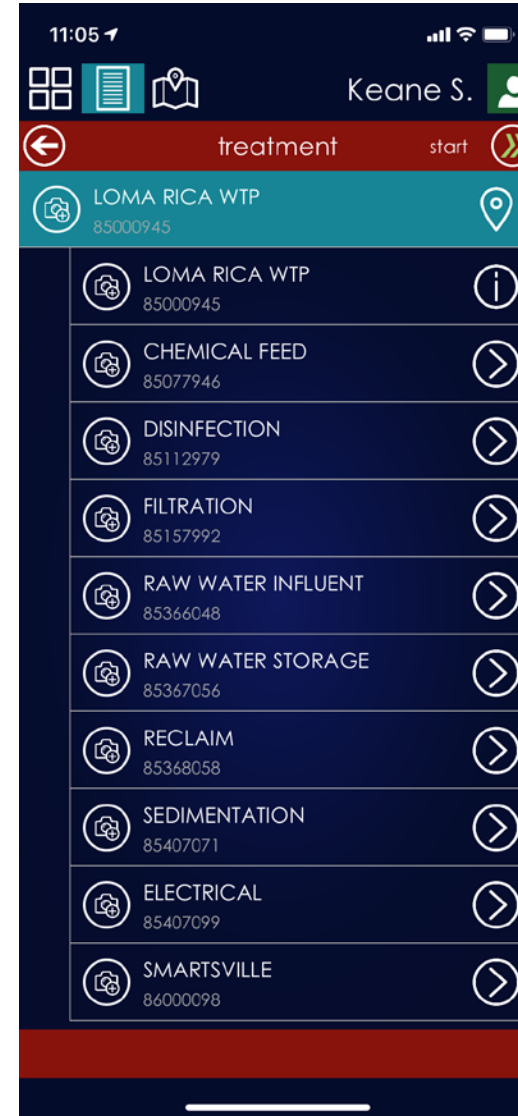 11:05
Keane S.
treatment
start
LOMA RICA WTP
85000945
LOMA RICA WTP
85000945
CHEMICAL FEED
85077946
DISINFECTION
85112979
FILTRATION
85157992
RAW WATER INFLUENT
85366048
RAW WATER STORAGE
85367056
RECLAIM
85368058
SEDIMENTATION
85407071
ELECTRICAL
85407099
SMARTSVILLE
86000098